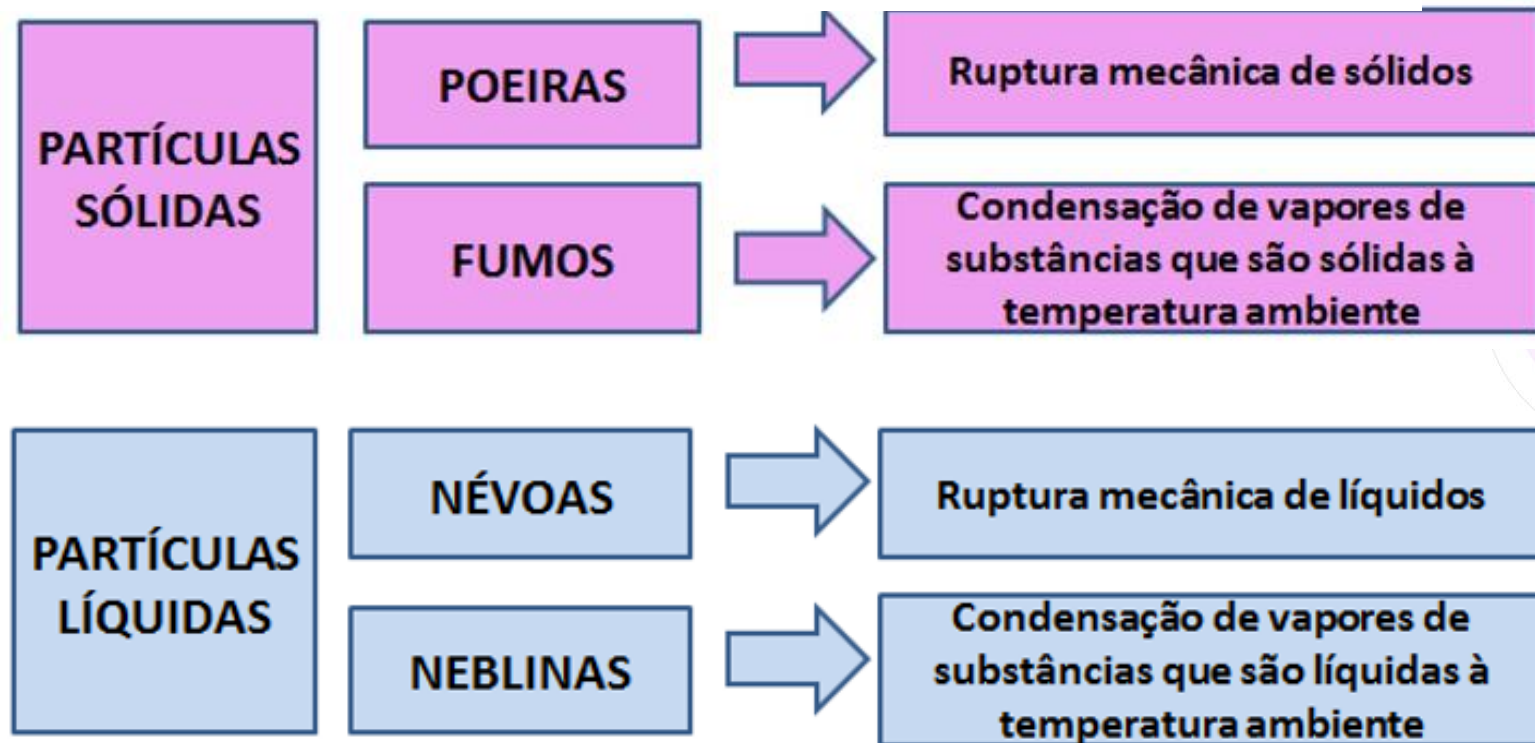 PARTÍCULAS
SÓLIDAS
POEIRAS
Ruptura mecânica de sólidos
FUMOS
Condensação de vapores de
substâncias que são sólidas à
temperatura ambiente
PARTÍCULAS
LÍQUIDAS
NÉVOAS
Ruptura mecânica de líquidos
NEBLINAS
Condensação de vapores de
substâncias que são líquidas à
temperatura ambiente